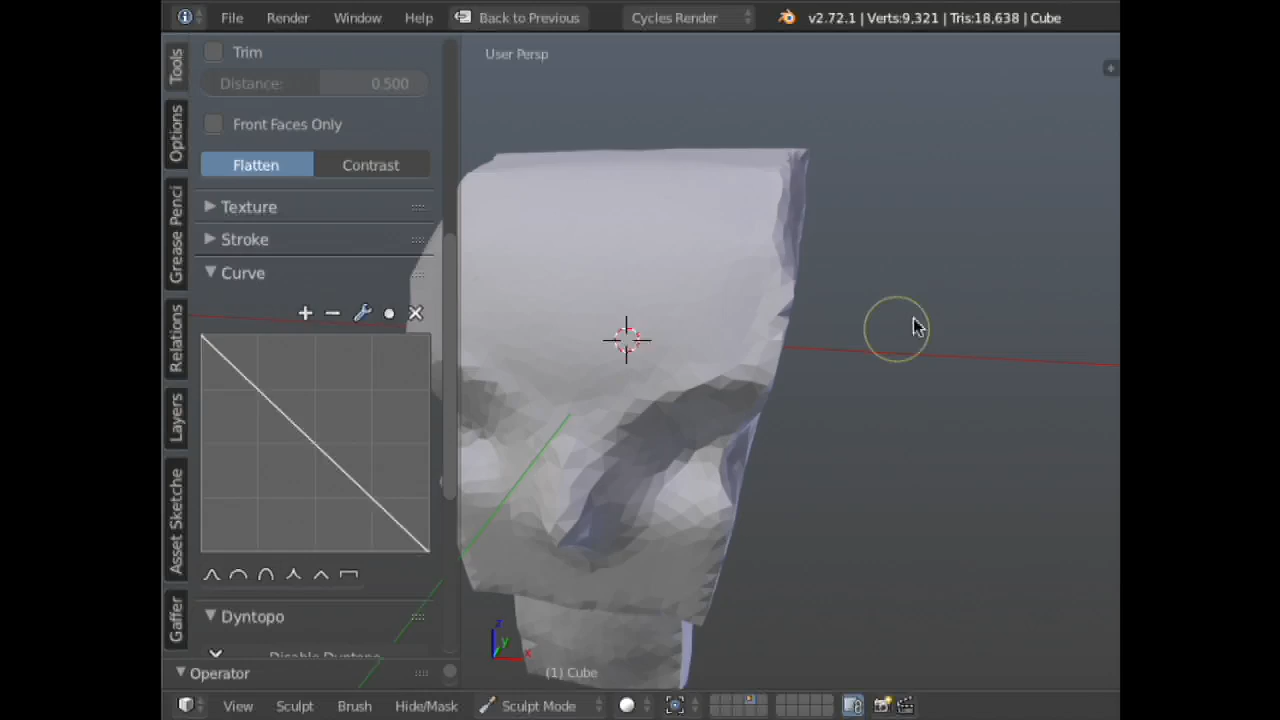 File Render Window Help Back to Previous Cycles Render v2.72.1 | Verts:9,321 | Tris:18,638 | Cube
Tools
Options
Grease Penci
Relations
Layers
Asset Sketche
Gaffer
Trim
Distance: 0.500
Front Faces Only
Flatten Contrast
Texture
Stroke
Curve
Dyntopo
Disable Dyntopo
Operator
User Persp
z
y
x
(1) Cube
View Sculpt Brush Hide/Mask Sculpt Mode